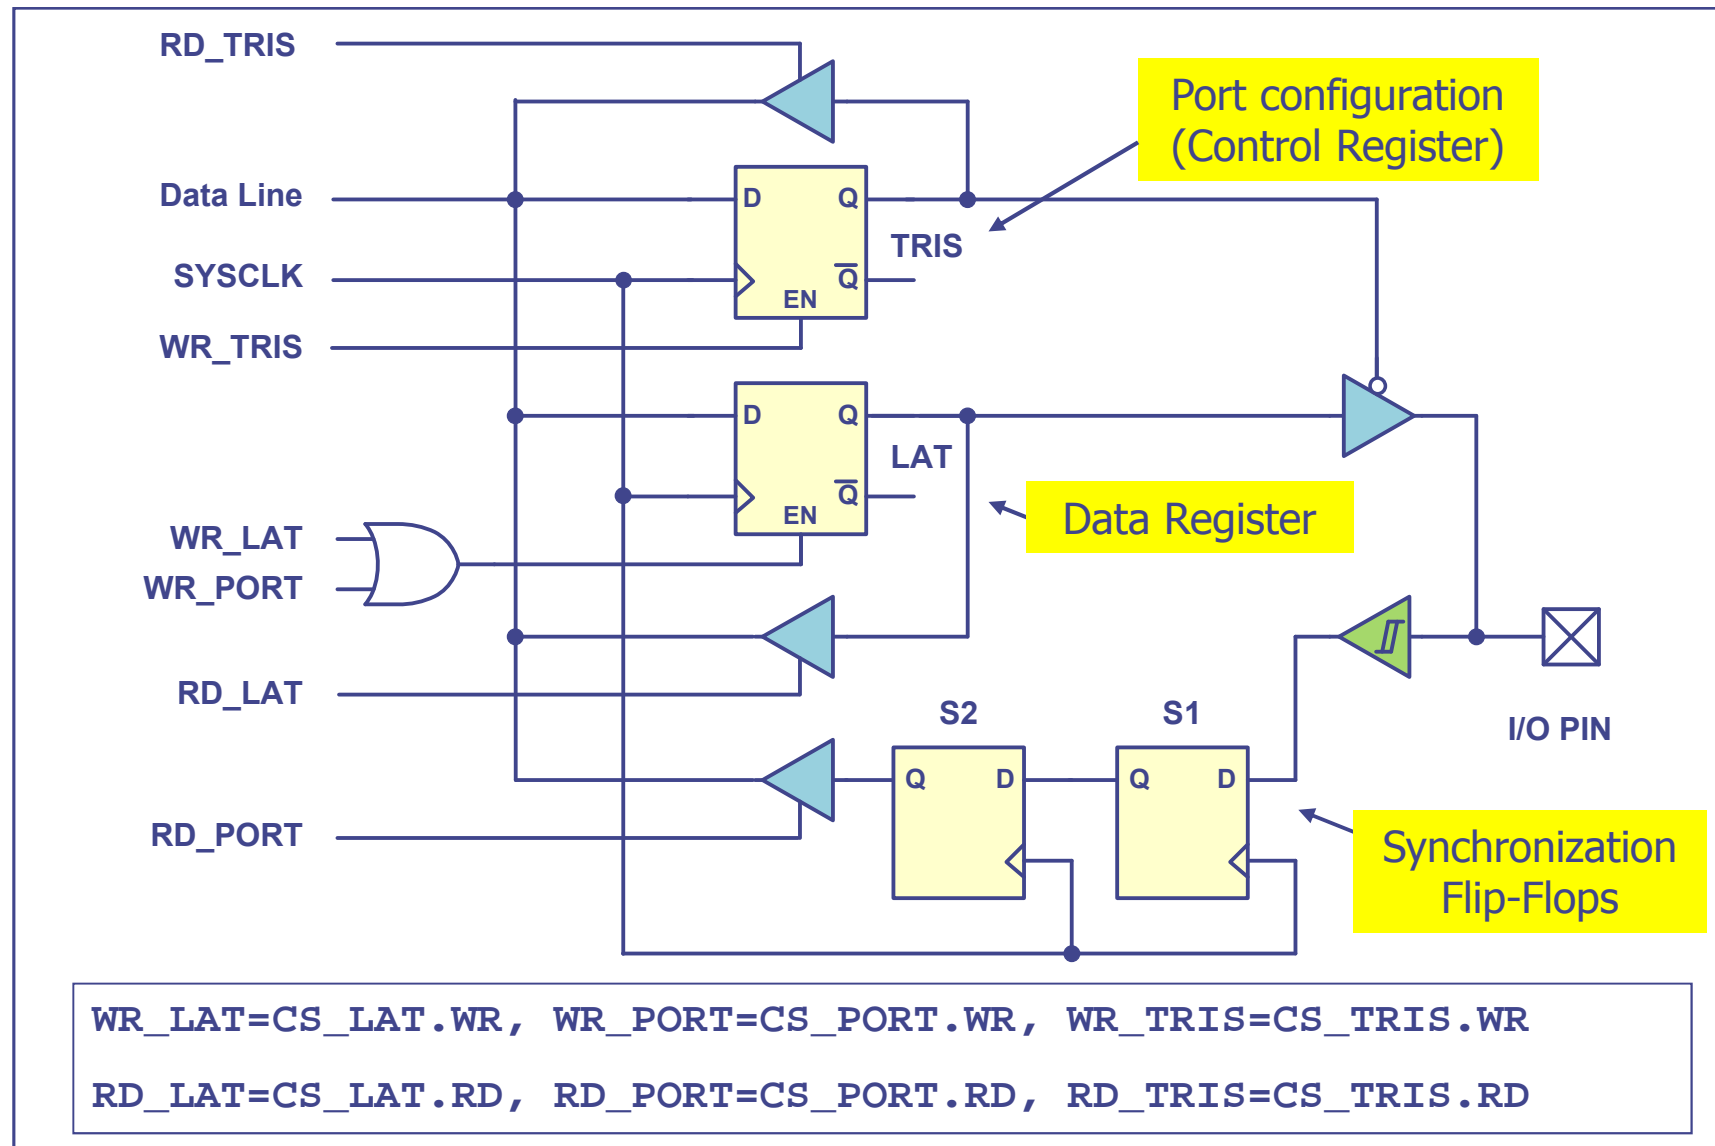 RD_TRIS
Port configuration
(Control Register)
Data Line
D
Q
TRIS
SYSCLK
Q
EN
WR_TRIS
D
Q
LAT
Q
EN
Data Register
WR_LAT
WR_PORT
RD_LAT
S2
S1
I/O PIN
Q
D
Q
D
RD_PORT
Synchronization
Flip-Flops
WR_LAT=CS_LAT.WR, WR_PORT=CS_PORT.WR, WR_TRIS=CS_TRIS.WR
RD_LAT=CS_LAT.RD, RD_PORT=CS_PORT.RD, RD_TRIS=CS_TRIS.RD